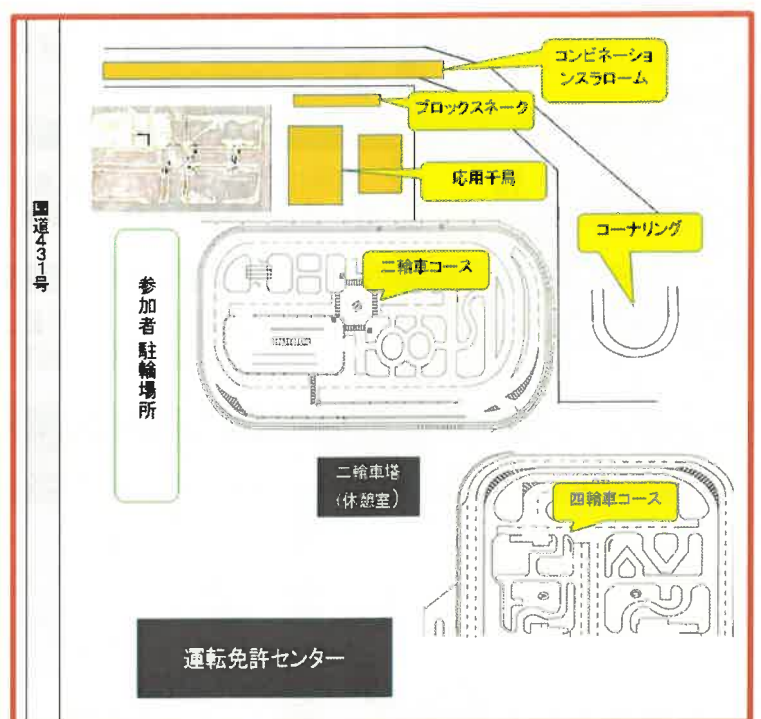 コンビネーショ
ンスラローム
ブロックスネーク
応用千鳥
コーナリング
国道431号
二輪車コース
参加者 駐輪場所
二輪車塔
(休憩室)
四輪車コース
運転免許センター